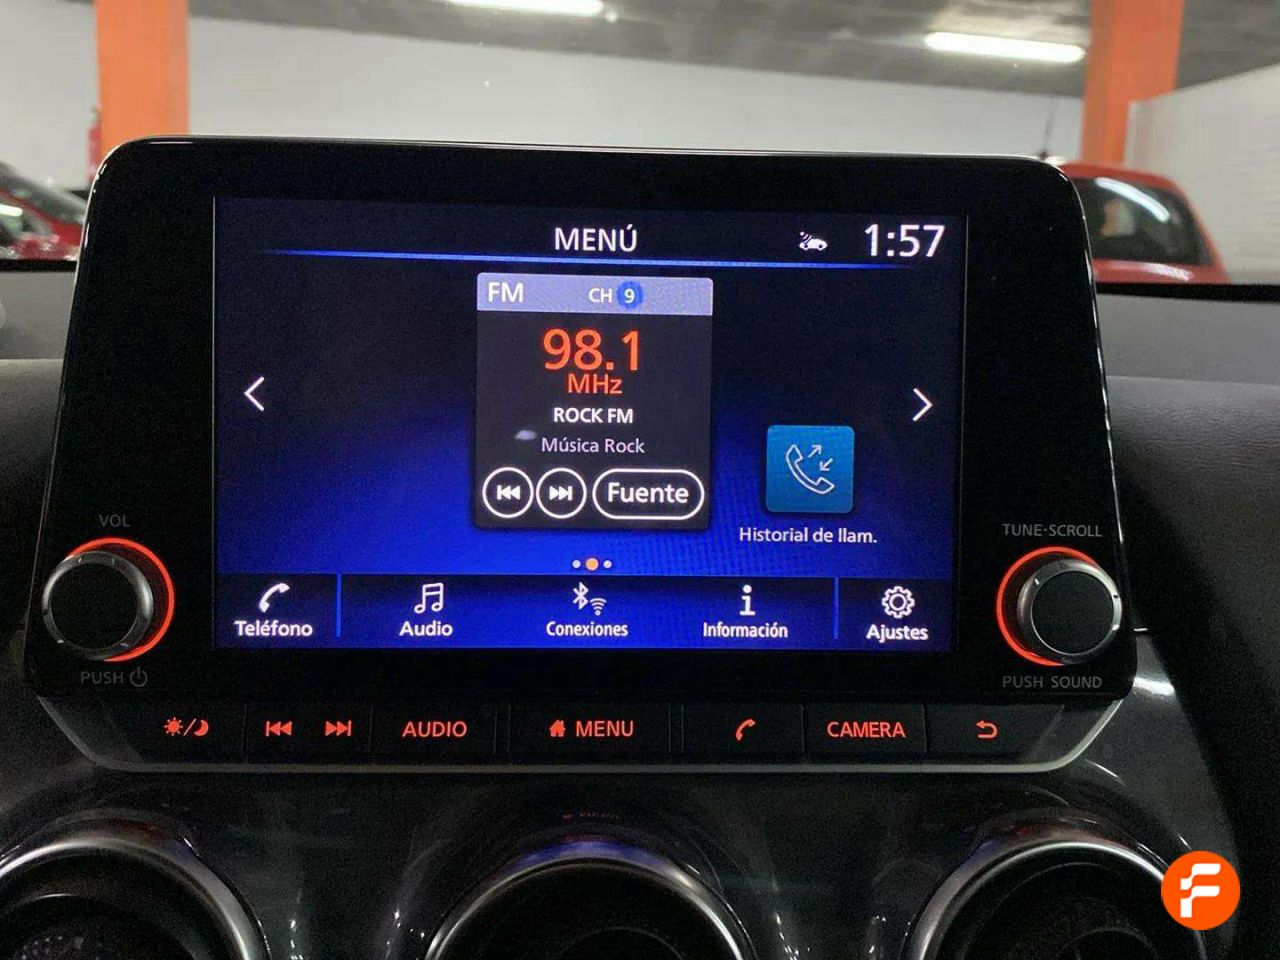 MENÚ
1:57
FM CH 9
98.1
MHz
ROCK FM
Música Rock
Fuente
Historial de llam.
Teléfono
Audio
Conexiones
Información
Ajustes
VOL
PUSH
TUNE·SCROLL
PUSH SOUND
AUDIO
MENU
CAMERA